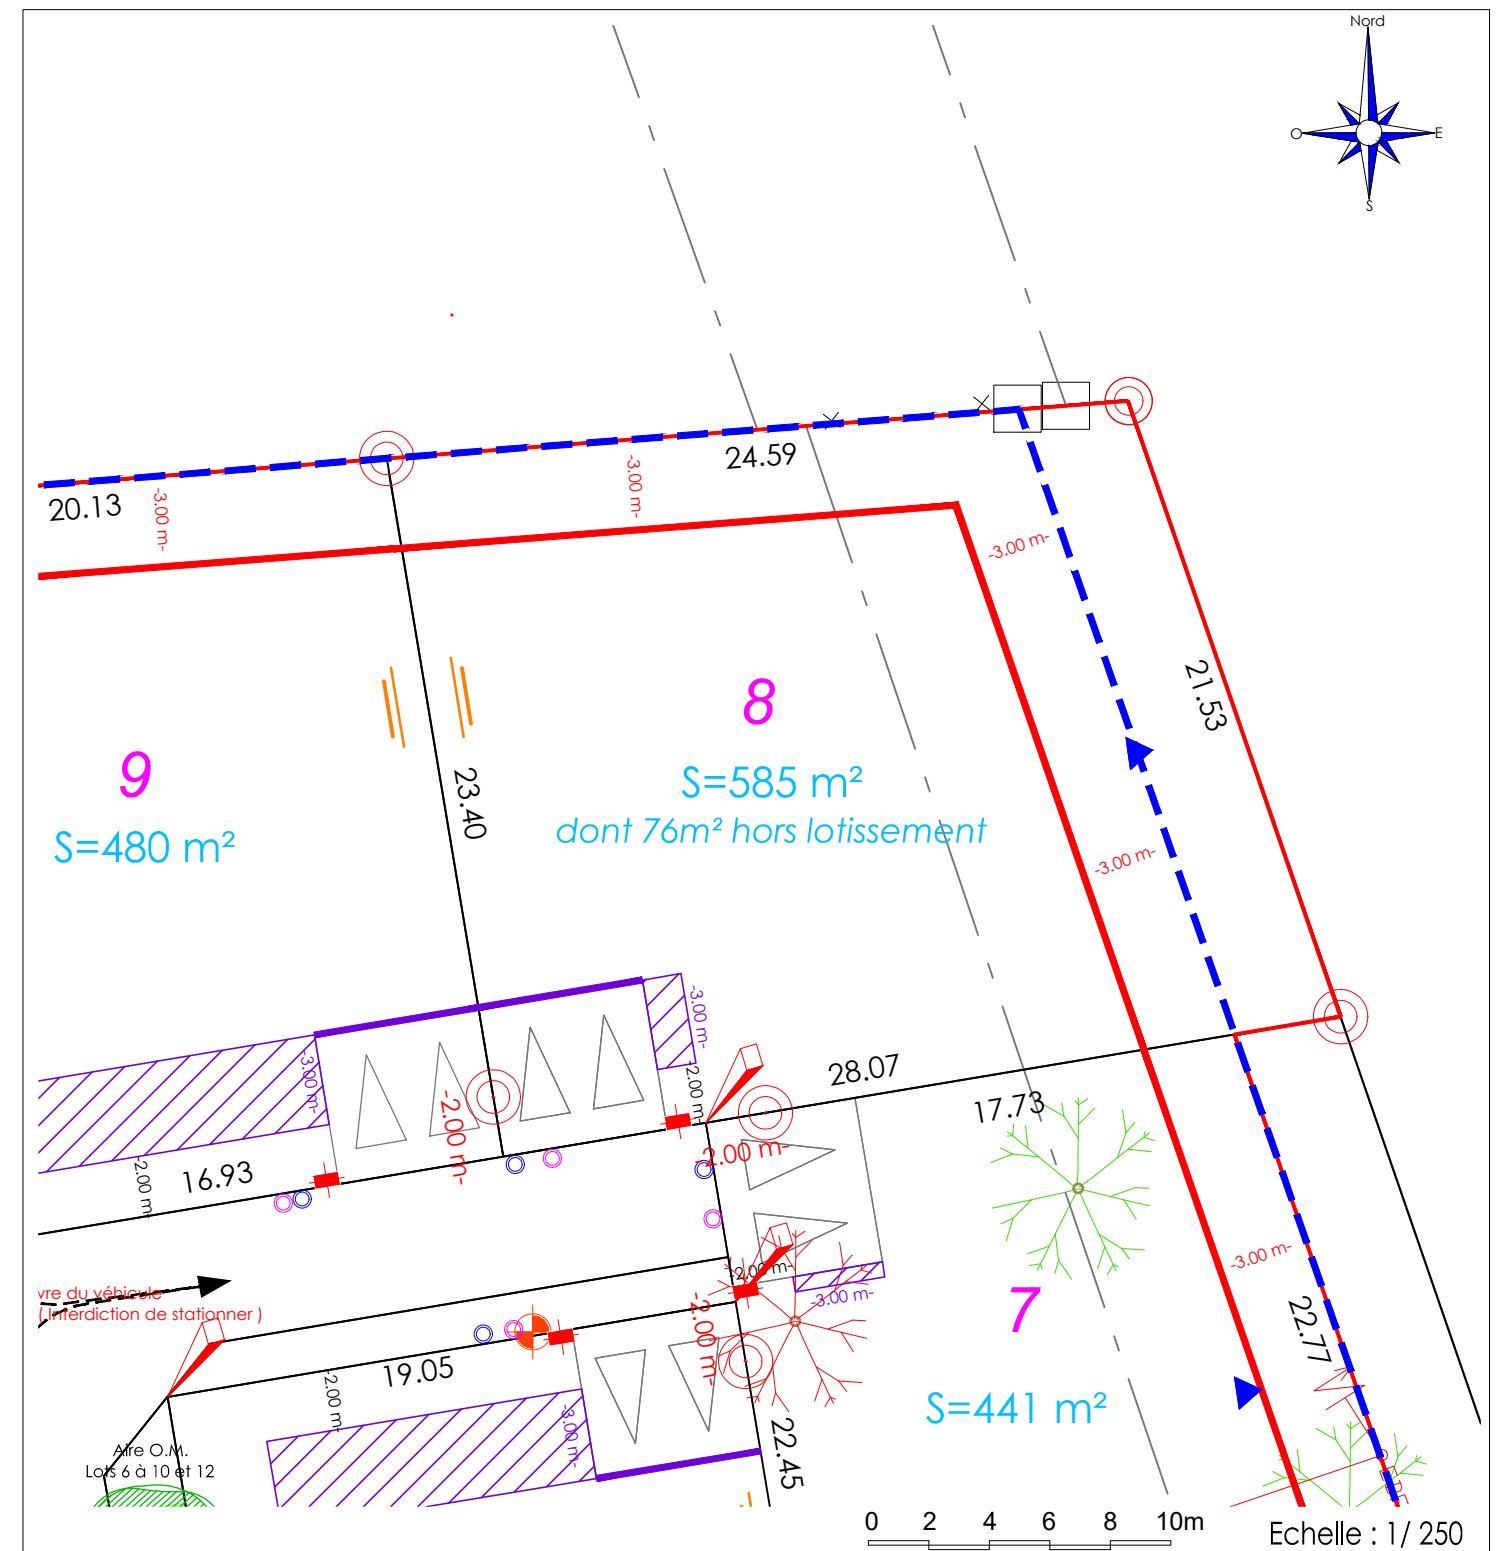 Nord
O
E
S
24.59
20.13
-3.00 m-
-3.00 m-
-3.00 m-
21.53
8
9
23.40
S=585 m²
dont 76m² hors lotissement
S=480 m²
-3.00 m-
-3.00 m-
-3.00 m-
-2.00 m-
28.07
17.73
-2.00 m-
-2.00 m-
16.93
-2.00 m-
-3.00 m-
-2.00 m-
-3.00 m-
vre du véhicule
( Interdiction de stationner )
7
-2.00 m-
22.77
19.05
-2.00 m-
-3.00 m-
S=441 m²
22.45
Aire O.M.
Lots 6 à 10 et 12
0 2 4 6 8 10m
Echelle : 1/ 250